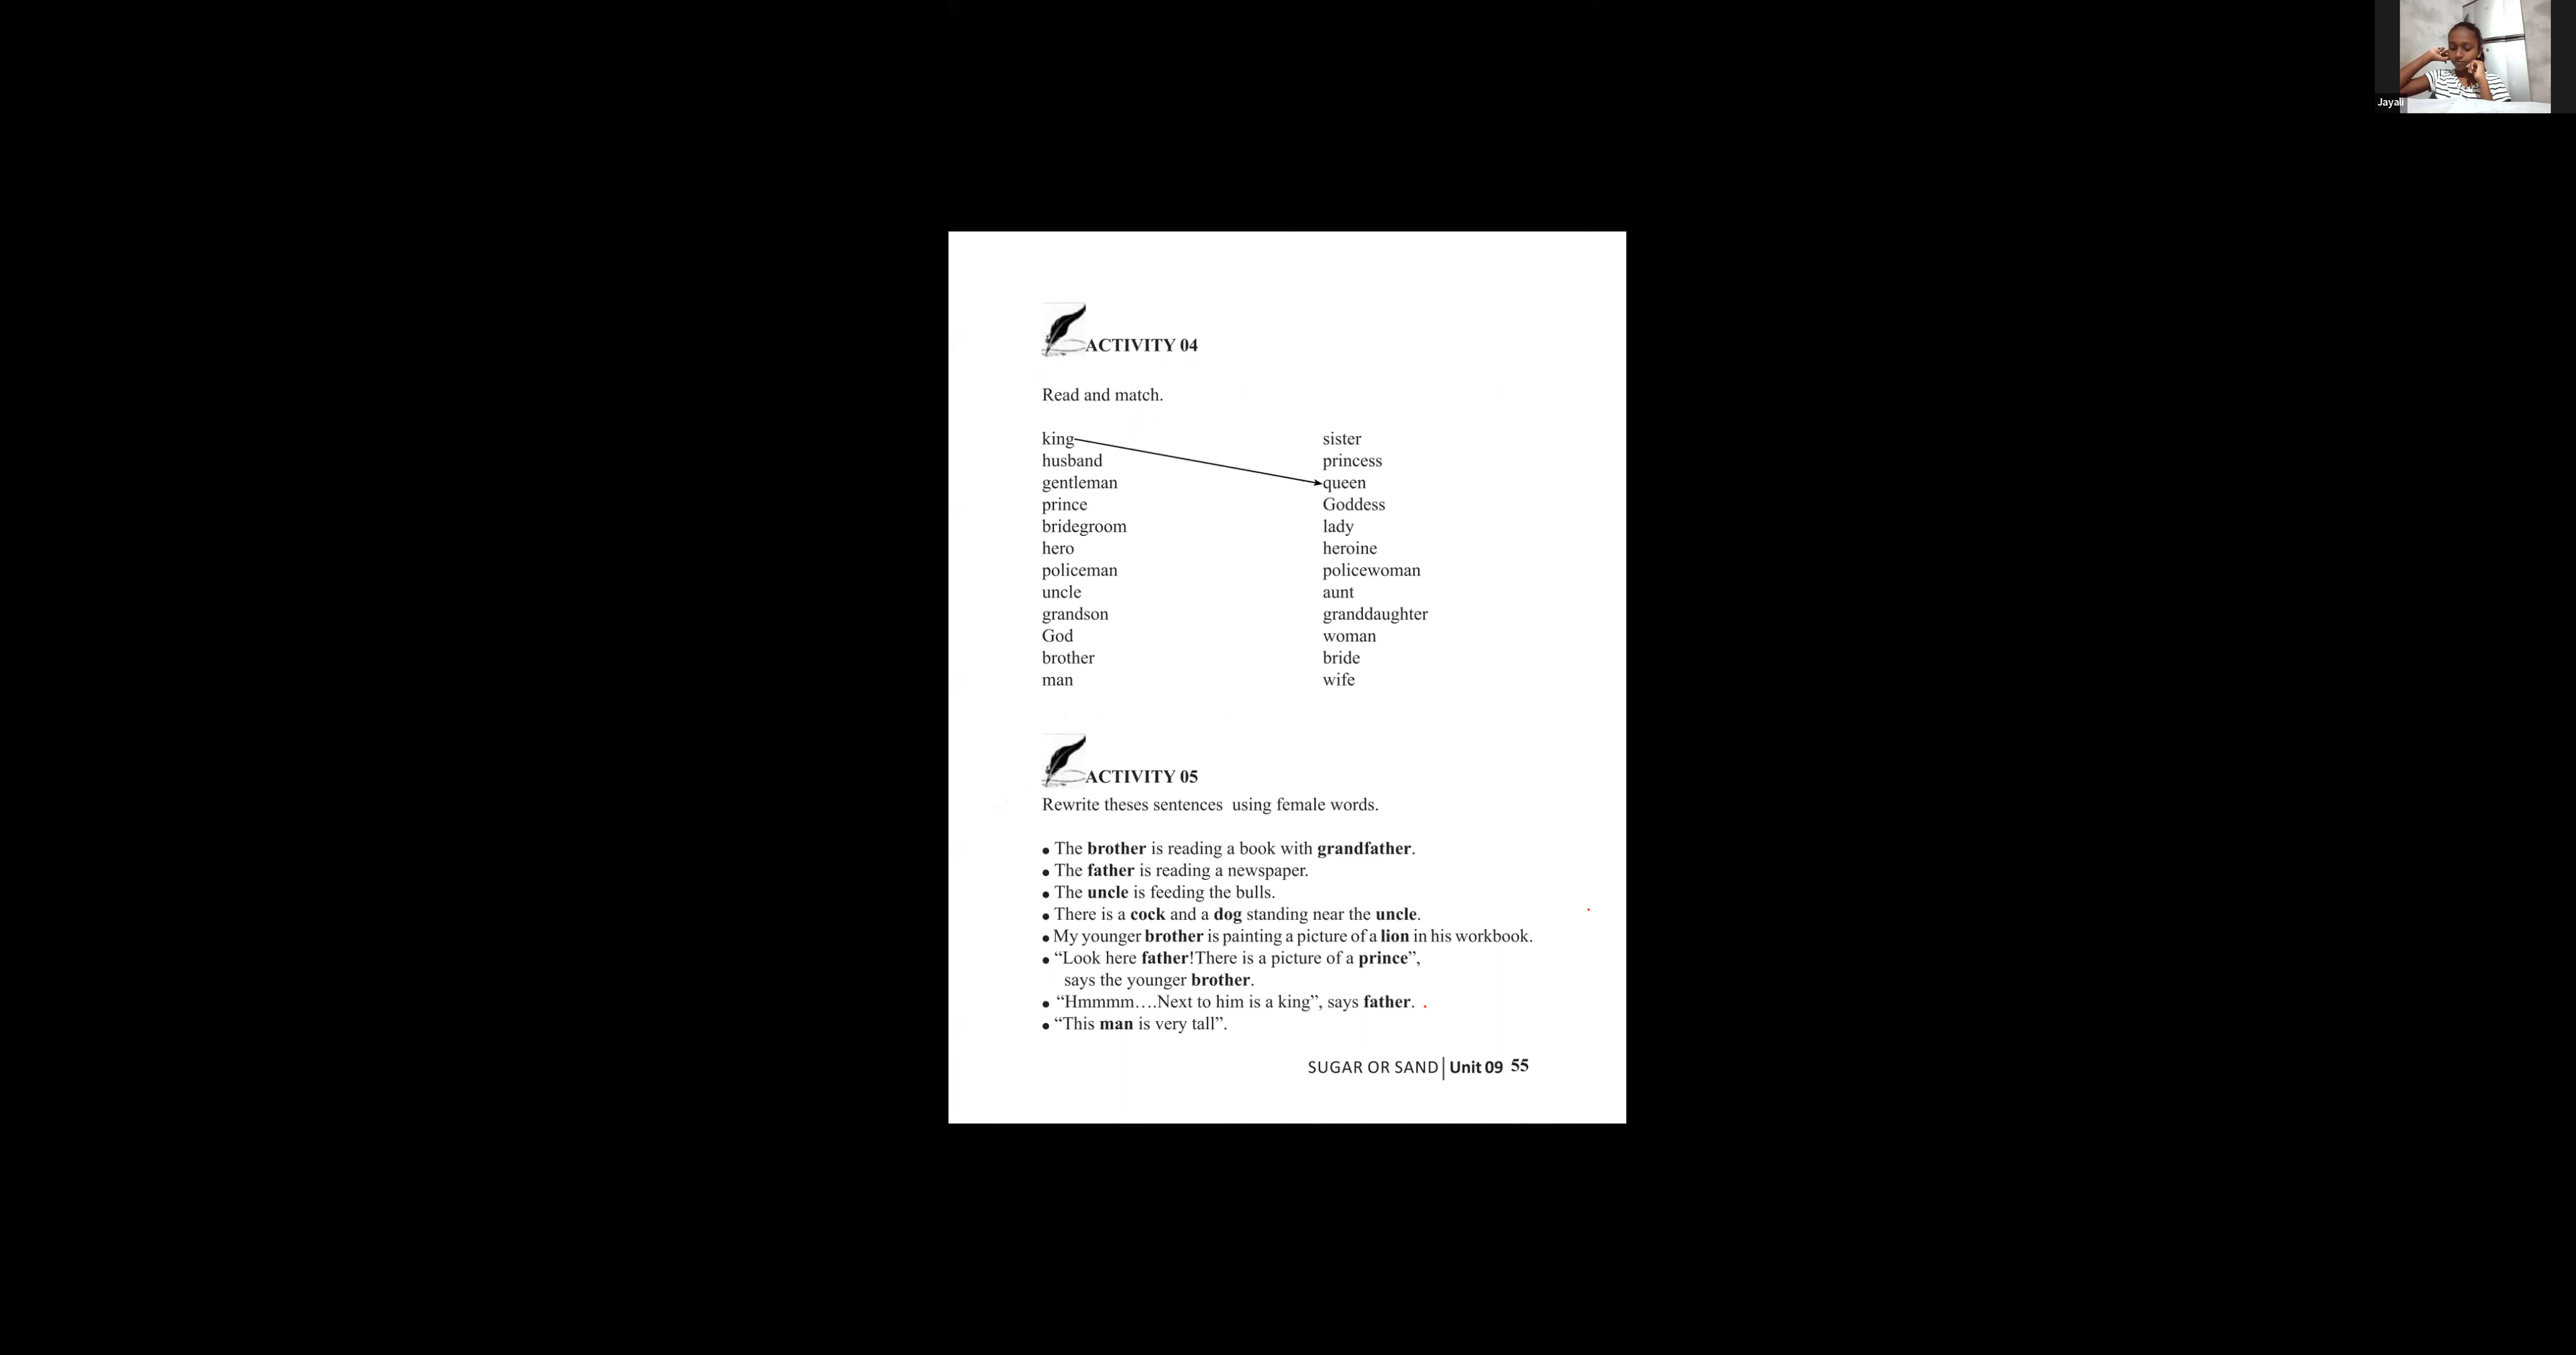 Jayali
ACTIVITY 04
Read and match.
king sister
husband princess
gentleman queen
prince Goddess
bridegroom lady
hero heroine
policeman policewoman
uncle aunt
grandson granddaughter
God woman
brother bride
man wife
ACTIVITY 05
Rewrite theses sentences  using female words.
● The brother is reading a book with grandfather.
● The father is reading a newspaper.
● The uncle is feeding the bulls.
● There is a cock and a dog standing near the uncle.
● My younger brother is painting a picture of a lion in his workbook.
● “Look here father!There is a picture of a prince”,
says the younger brother.
● “Hmmmm….Next to him is a king”, says father.
● “This man is very tall”.
SUGAR OR SAND | Unit 09 55